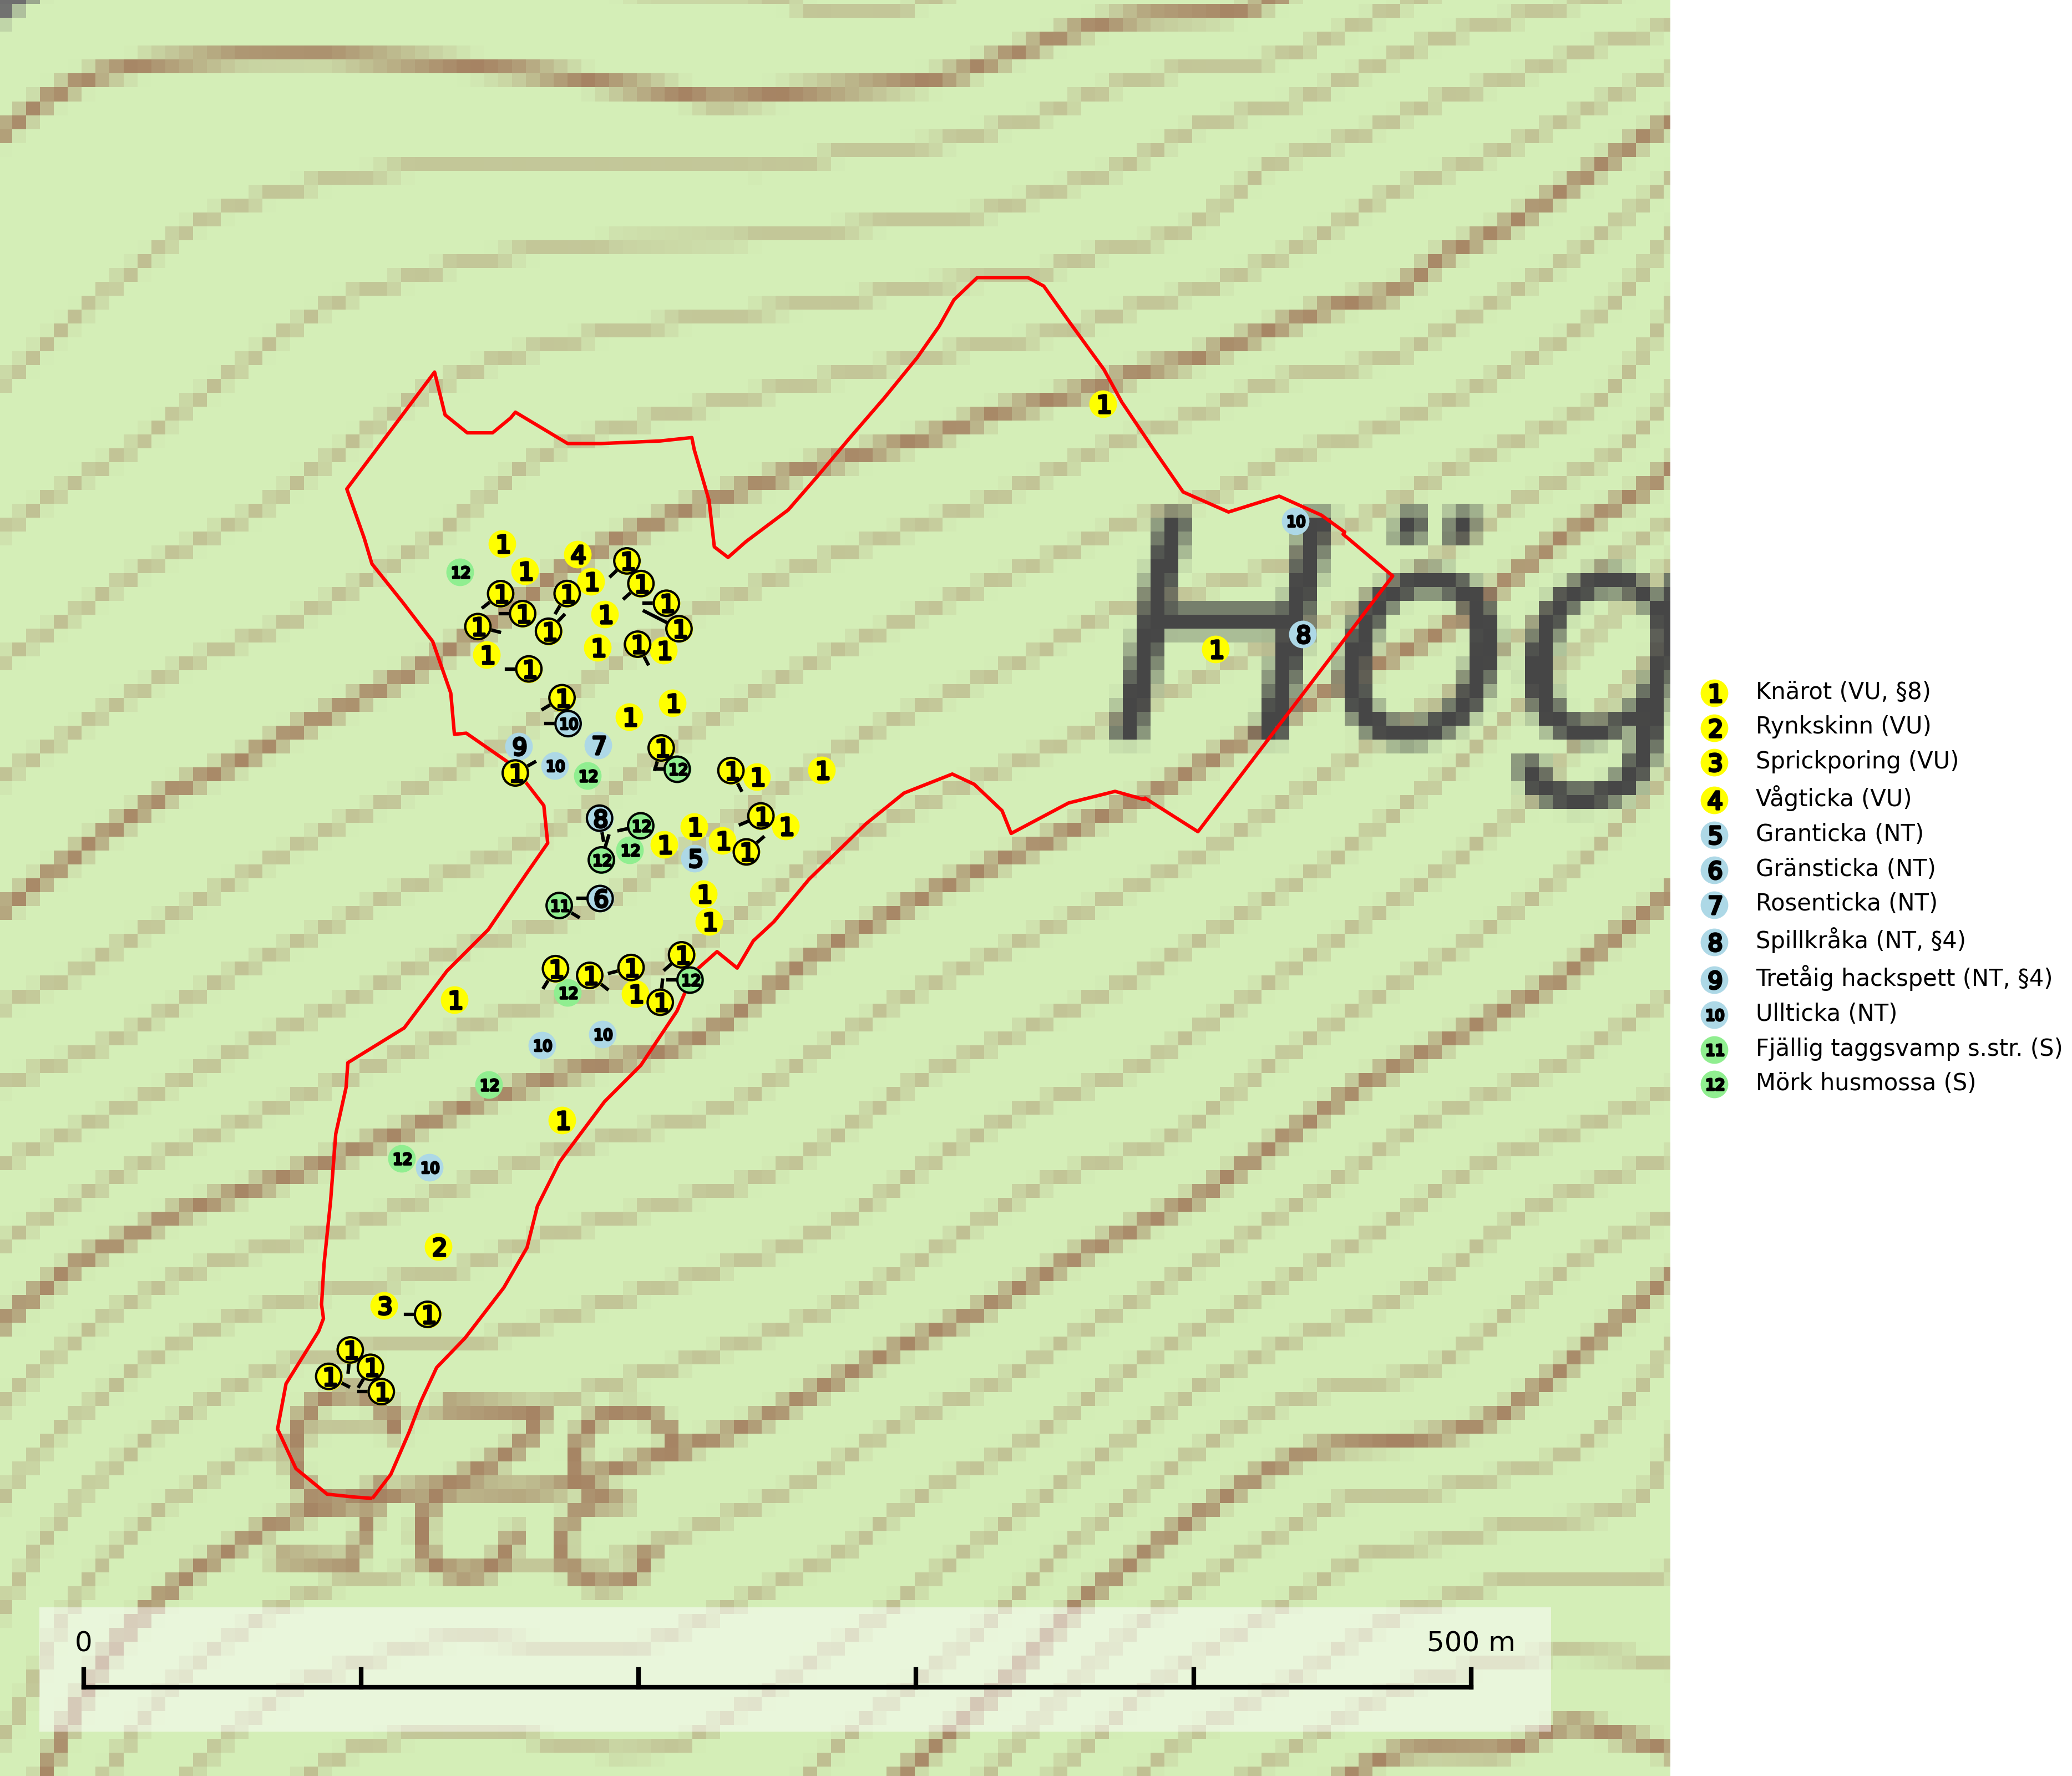 Hög
0 500 m
1 Knärot (VU, §8)
2 Rynkskinn (VU)
3 Sprickporing (VU)
4 Vågticka (VU)
5 Granticka (NT)
6 Gränsticka (NT)
7 Rosenticka (NT)
8 Spillkråka (NT, §4)
9 Tretåig hackspett (NT, §4)
10 Ullticka (NT)
11 Fjällig taggsvamp s.str. (S)
12 Mörk husmossa (S)